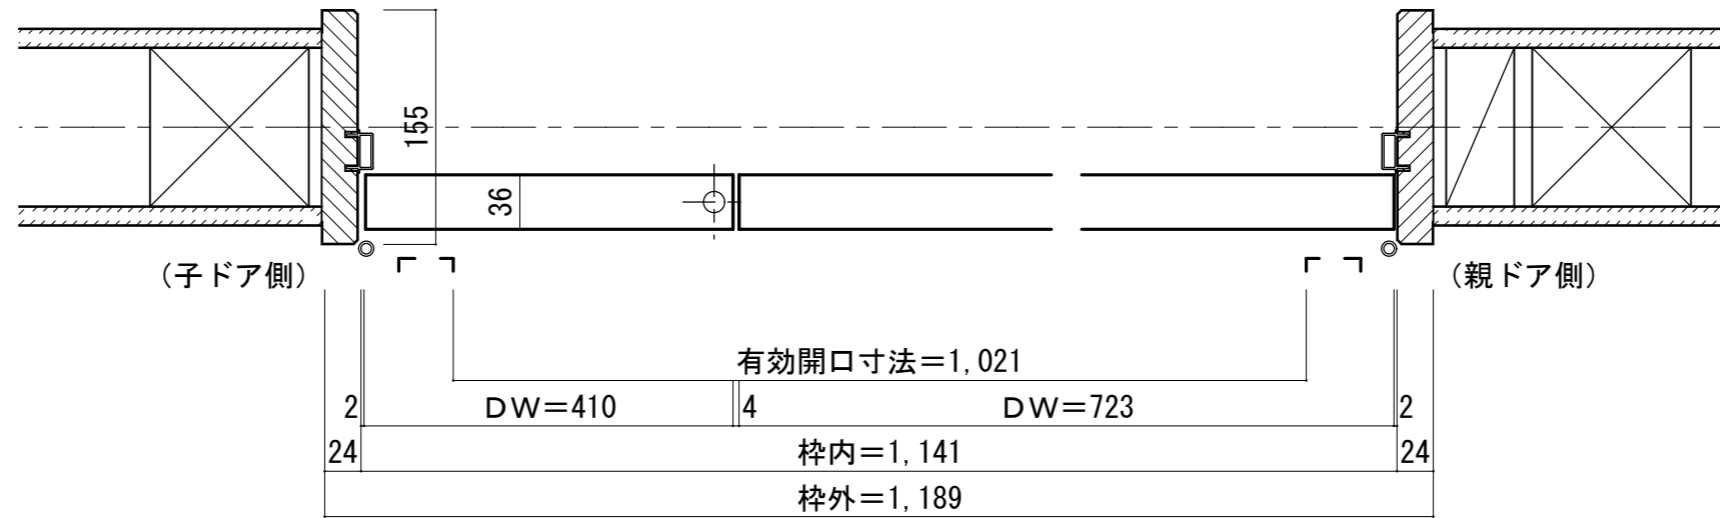 155
36
（子ドア側）
（親ドア側）
有効開口寸法＝1,021
2
ＤＷ＝410
4
ＤＷ＝723
2
24
枠内＝1,141
24
枠外＝1,189